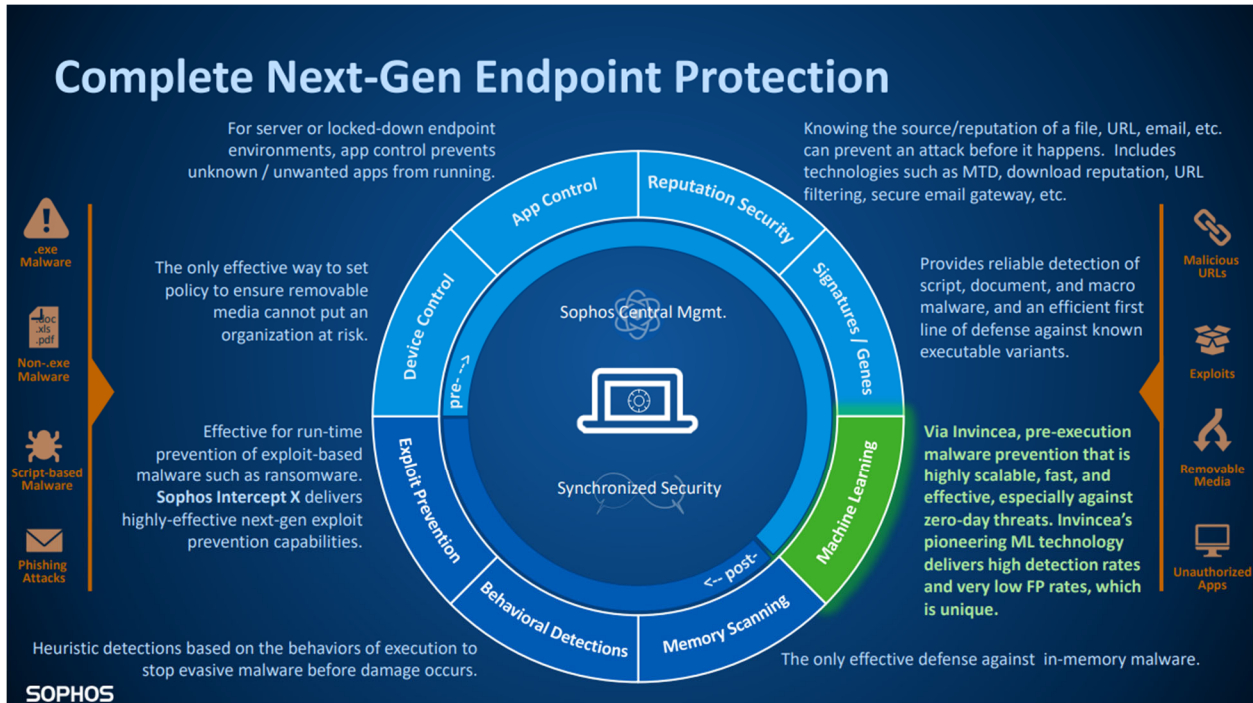 Complete Next-Gen Endpoint Protection
For server or locked-down endpoint
environments, app control prevents
unknown / unwanted apps from running.
Knowing the source/reputation of a file, URL, email, etc.
can prevent an attack before it happens.  Includes
technologies such as MTD, download reputation, URL
filtering, secure email gateway, etc.
.exe
Malware
.doc
.xls
.pdf
Non-.exe
Malware
Script-based
Malware
Phishing
Attacks
The only effective way to set
policy to ensure removable
media cannot put an
organization at risk.
Effective for run-time
prevention of exploit-based
malware such as ransomware.
Sophos Intercept X delivers
highly-effective next-gen exploit
prevention capabilities.
Heuristic detections based on the behaviors of execution to
stop evasive malware before damage occurs.
Device Control
App Control
Reputation Security
Signatures / Genes
Machine Learning
Memory Scanning
Behavioral Detections
Exploit Prevention
pre- -->
<-- post-
Sophos Central Mgmt.
Synchronized Security
Provides reliable detection of
script, document, and macro
malware, and an efficient first
line of defense against known
executable variants.
Via Invincea, pre-execution
malware prevention that is
highly scalable, fast, and
effective, especially against
zero-day threats. Invincea’s
pioneering ML technology
delivers high detection rates
and very low FP rates, which
is unique.
The only effective defense against  in-memory malware.
Malicious
URLs
Exploits
Removable
Media
Unauthorized
Apps
SOPHOS